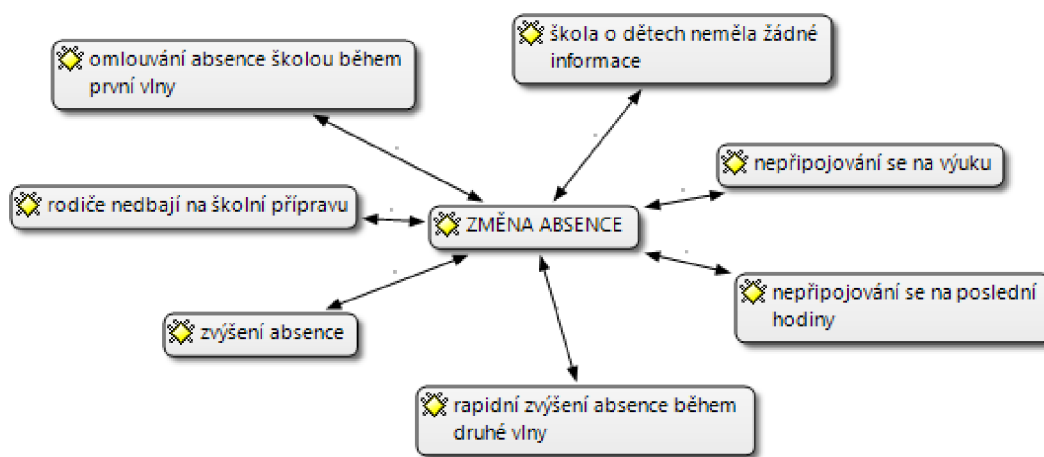 omlouvání absence školou během
první vlny
škola o dětech neměla žádné
informace
nepřipojování se na výuku
rodiče nedbají na školní přípravu
ZMĚNA ABSENCE
nepřipojování se na poslední
hodiny
zvýšení absence
rapidní zvýšení absence během
druhé vlny